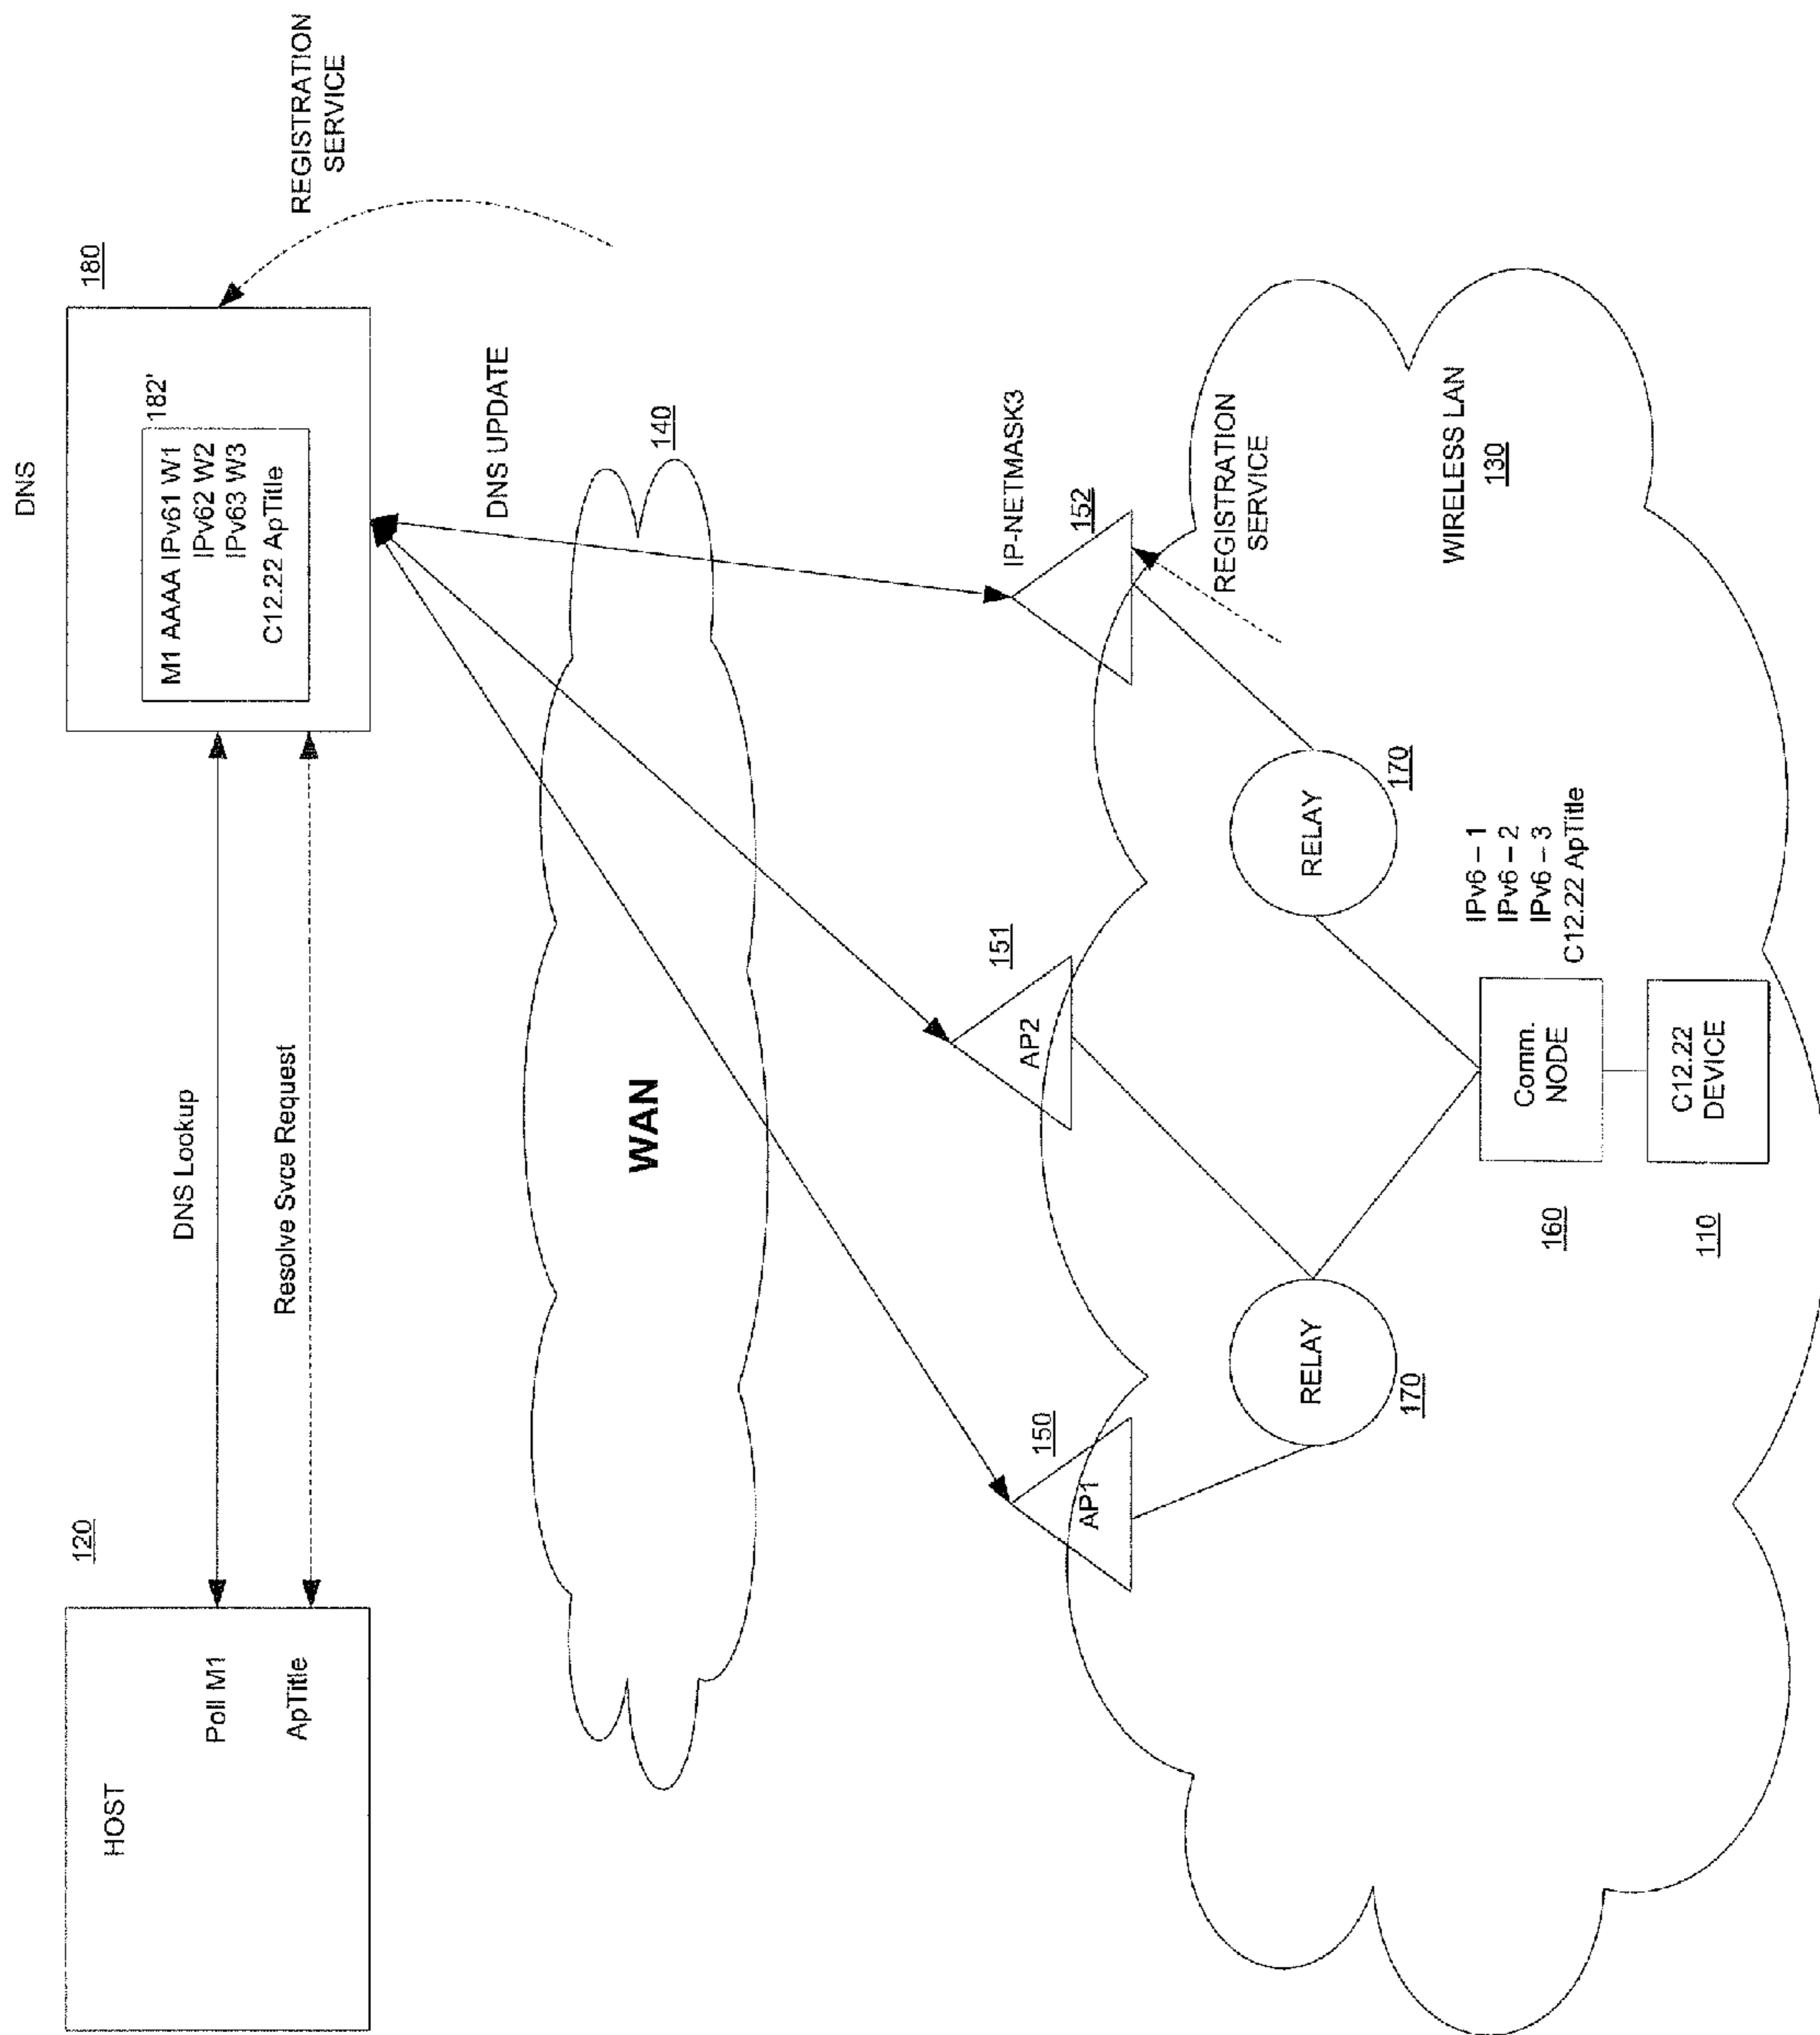 DNS
120
180
HOST
REGISTRATION
SERVICE
182'
M1 AAAA IPv61 W1
IPv62 W2
IPv63 W3
C12.22 ApTitle
Poll M1
ApTitle
DNS Lookup
Resolve Svce Request
DNS UPDATE
140
WAN
IP-NETMASK3
150
AP1
151
AP2
152
REGISTRATION
SERVICE
RELAY
170
RELAY
170
WIRELESS LAN
130
IPv6 – 1
IPv6 – 2
IPv6 – 3
C12.22 ApTitle
160
Comm.
NODE
110
C12.22
DEVICE